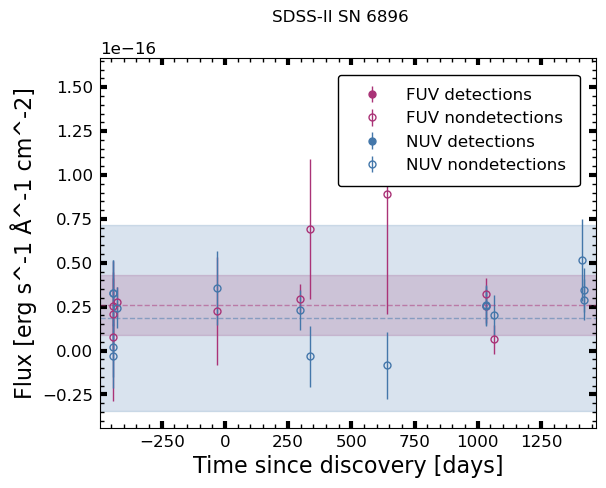 SDSS-II SN 6896
1e−16
Flux [erg s^-1 Å^-1 cm^-2]
1.50
1.25
1.00
0.75
0.50
0.25
0.00
−0.25
FUV detections
FUV nondetections
NUV detections
NUV nondetections
−250 0 250 500 750 1000 1250
Time since discovery [days]